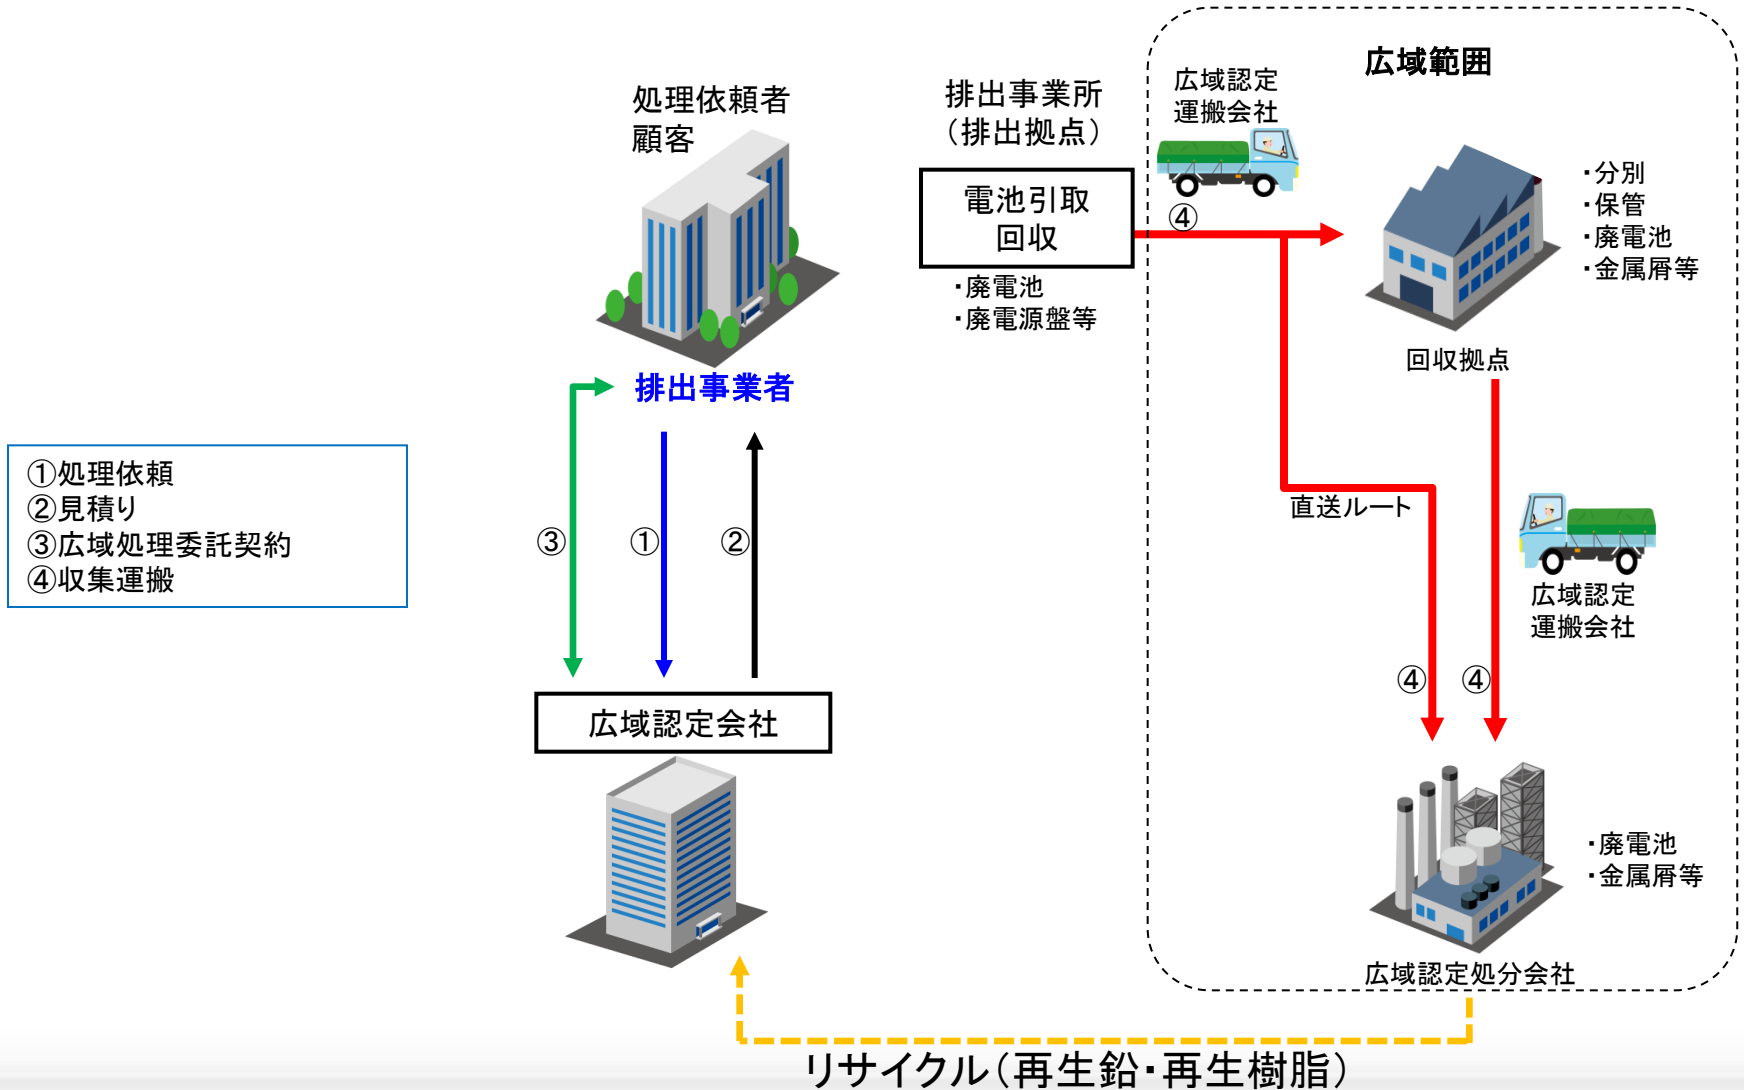 広域範囲
処理依頼者
顧客
排出事業所
（排出拠点）
広域認定
運搬会社
電池引取
回収
④
・分別
・保管
・廃電池
・金属屑等
・廃電池
・廃電源盤等
回収拠点
排出事業者
①処理依頼
②見積り
③広域処理委託契約
④収集運搬
③
①
②
直送ルート
広域認定
運搬会社
④
④
広域認定会社
・廃電池
・金属屑等
広域認定処分会社
リサイクル（再生鉛・再生樹脂）